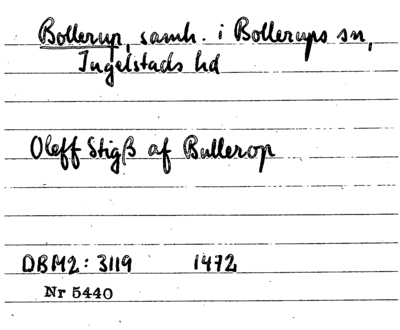 Bollerup, samh. i Bollerups sn,
Ingelstads hd
Oleff Stigß af Bullerop
DBM2: 3119 1472
Nr 5440